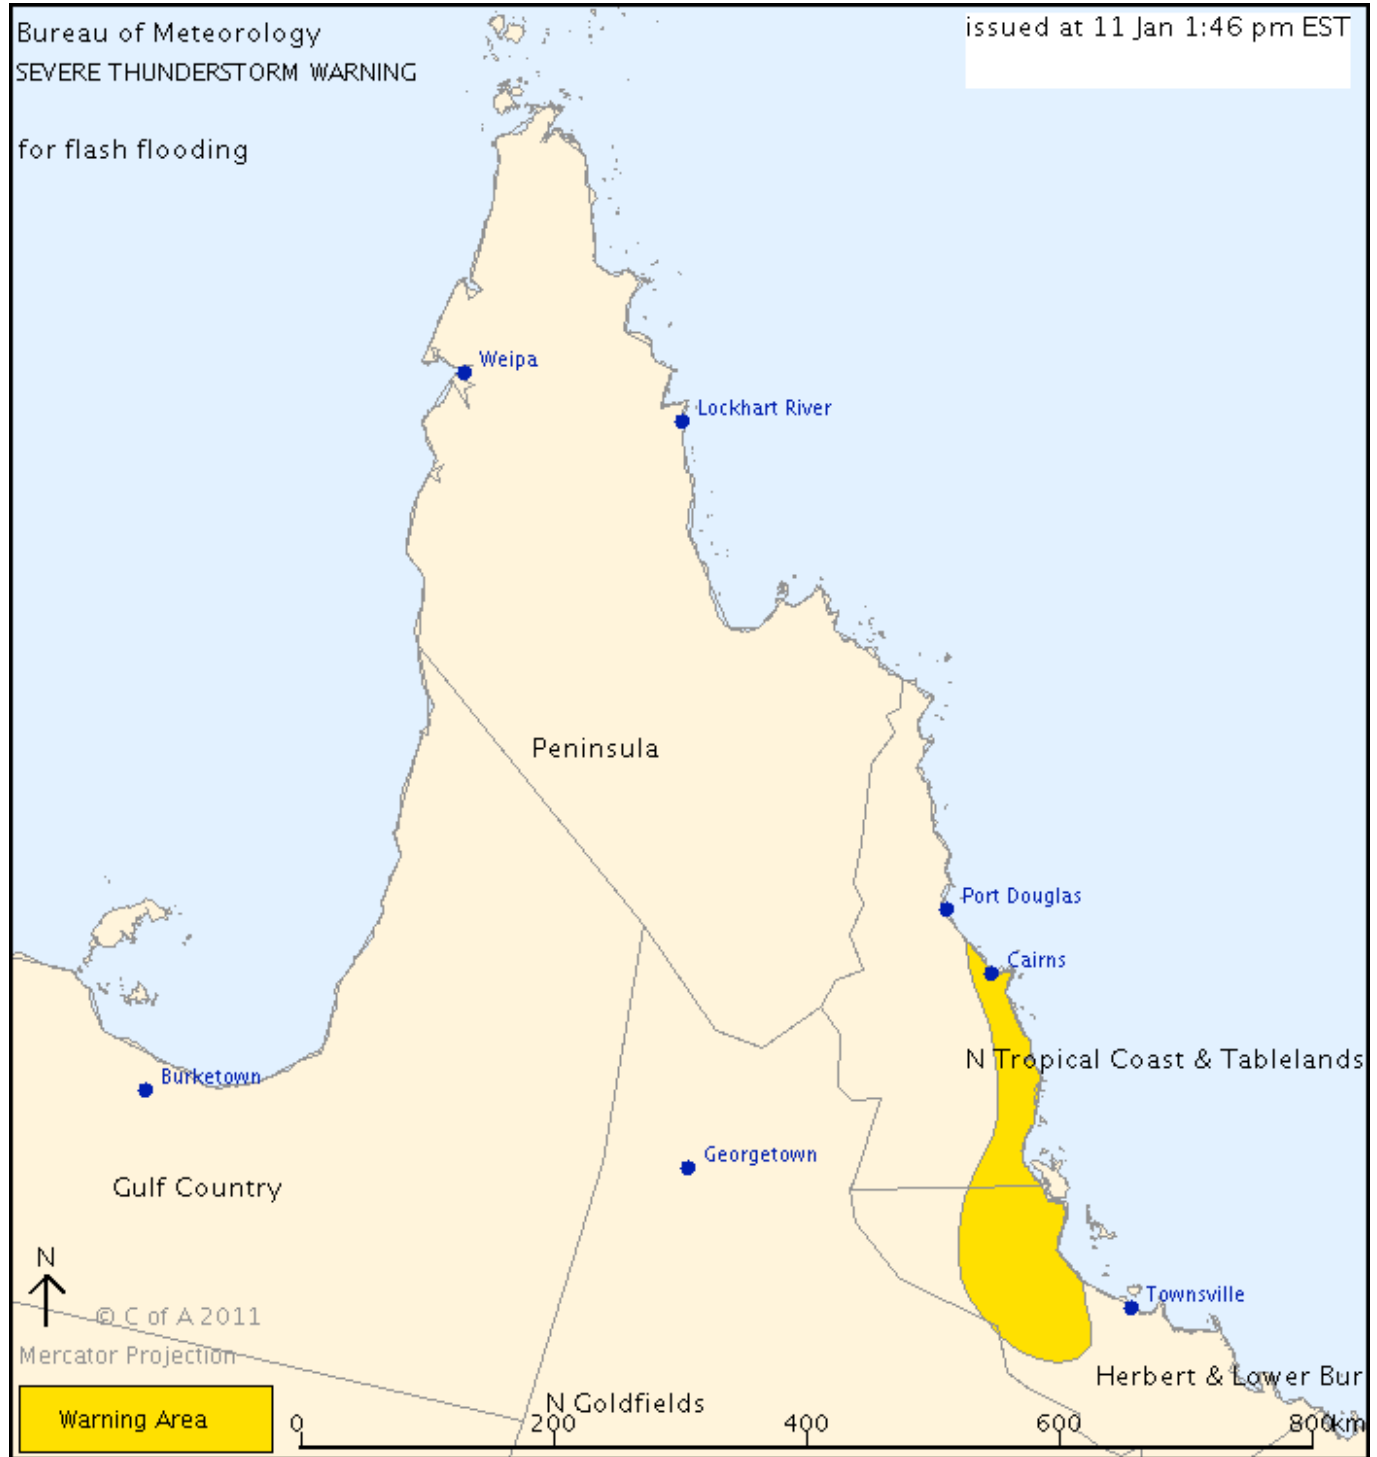 Bureau of Meteorology
issued at 11 Jan 1:46 pm EST
SEVERE THUNDERSTORM WARNING
for flash flooding
Weipa
Lockhart River
Peninsula
Port Douglas
Cairns
N Tropical Coast & Tablelands
Burketown
Georgetown
Gulf Country
N
Townsville
© C of A 2011
Mercator Projection
Herbert & Lower Bur
N Goldfields
Warning Area
0 200 400 600 800km